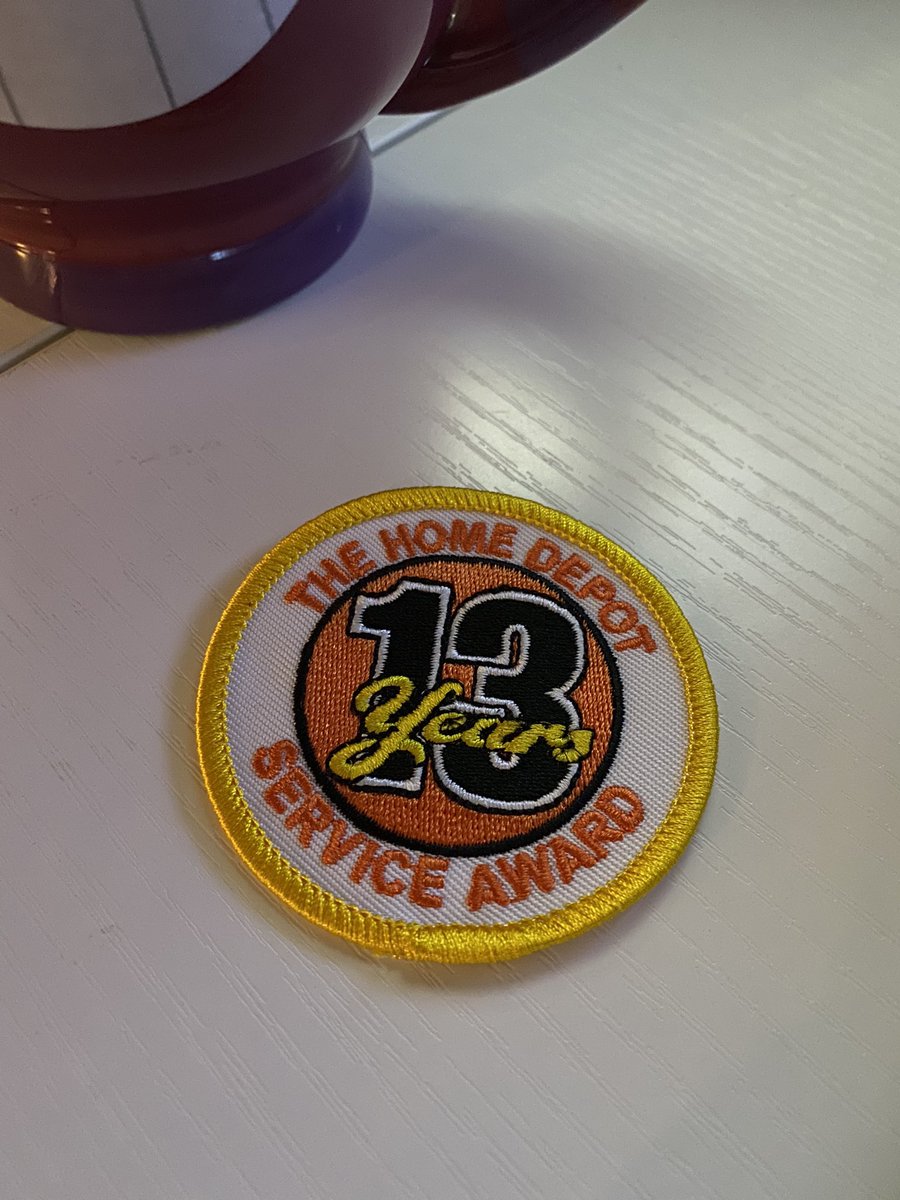 THE HOME DEPOT
13
Years
SERVICE AWARD